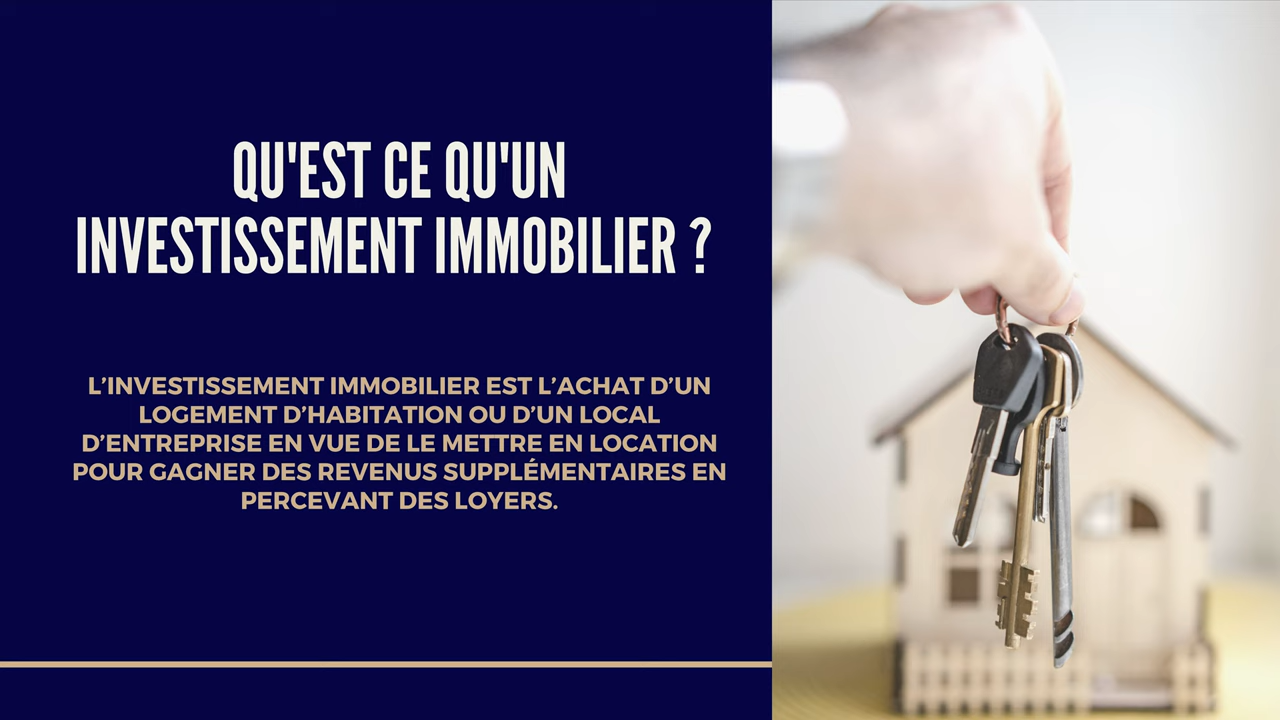 QU'EST CE QU'UN
INVESTISSEMENT IMMOBILIER ?
L’INVESTISSEMENT IMMOBILIER EST L’ACHAT D’UN
LOGEMENT D’HABITATION OU D’UN LOCAL
D’ENTREPRISE EN VUE DE LE METTRE EN LOCATION
POUR GAGNER DES REVENUS SUPPLÉMENTAIRES EN
PERCEVANT DES LOYERS.